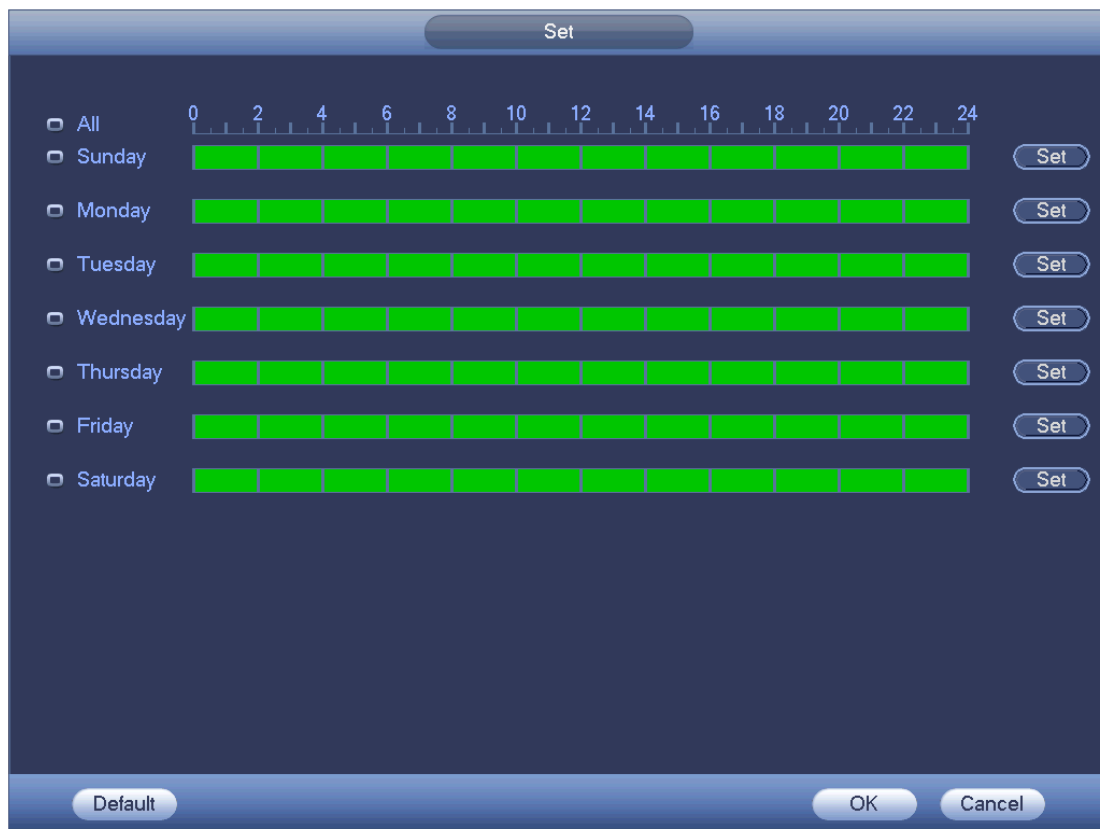 Set
All 0 2 4 6 8 10 12 14 16 18 20 22 24
Sunday Set
Monday Set
Tuesday Set
Wednesday Set
Thursday Set
Friday Set
Saturday Set
Default OK Cancel